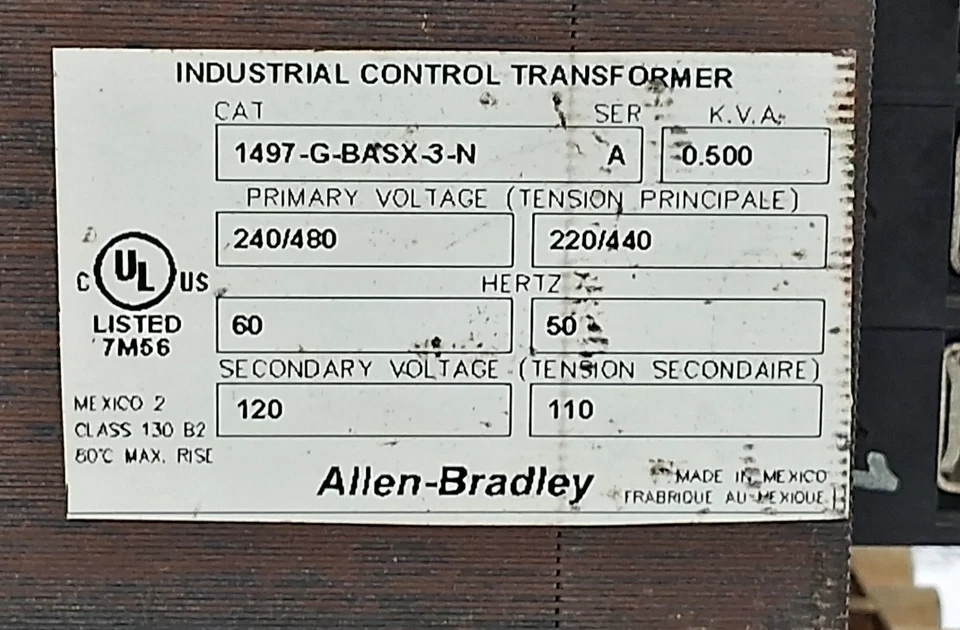 INDUSTRIAL CONTROL TRANSFORMER
CAT SER K.V.A.
1497-G-BASX-3-N A 0.500
PRIMARY VOLTAGE (TENSION PRINCIPALE)
240/480 220/440
HERTZ
60 50
SECONDARY VOLTAGE (TENSION SECONDAIRE)
120 110
C UL US
LISTED
7M56
MEXICO 2
CLASS 130 B2
80°C MAX. RISE
Allen-Bradley
MADE IN MEXICO
FRABRIQUE AU MEXIQUE